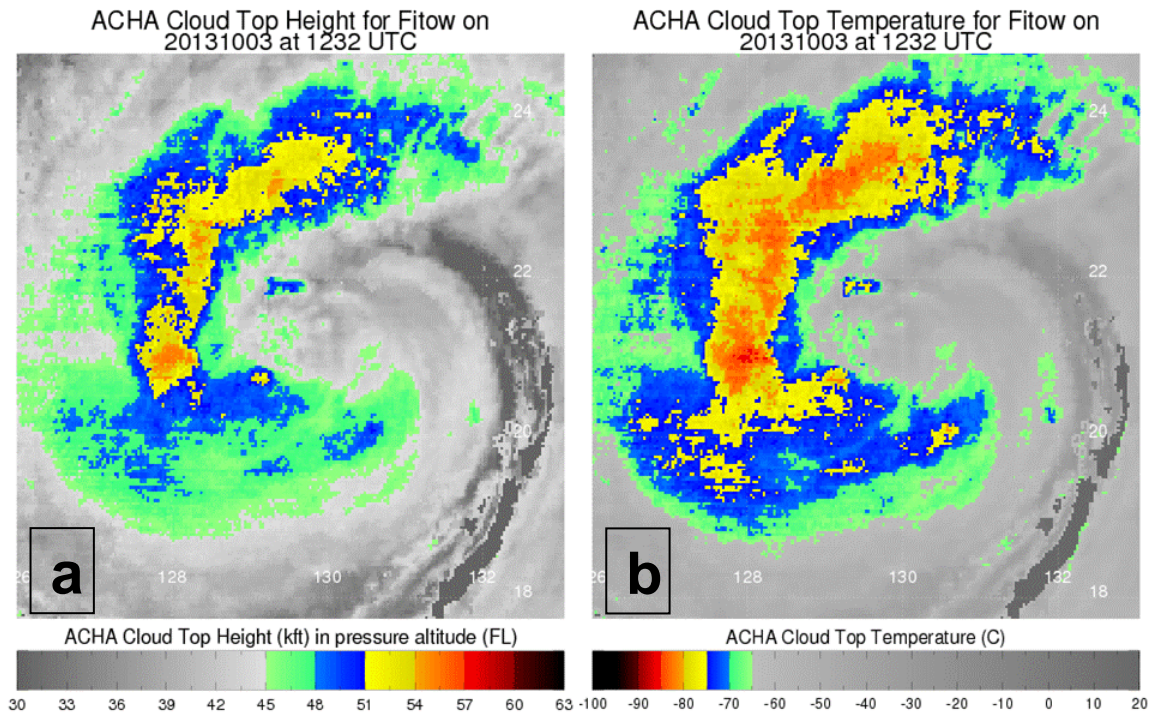 ACHA Cloud Top Height for Fitow on
20131003 at 1232 UTC
24
22
20
26 128 130 132 18
a
ACHA Cloud Top Height (kft) in pressure altitude (FL)
30 33 36 39 42 45 48 51 54 57 60 63
ACHA Cloud Top Temperature for Fitow on
20131003 at 1232 UTC
24
22
20
26 128 130 132 18
b
ACHA Cloud Top Temperature (C)
-100 -90 -80 -70 -60 -50 -40 -30 -20 -10 0 10 20